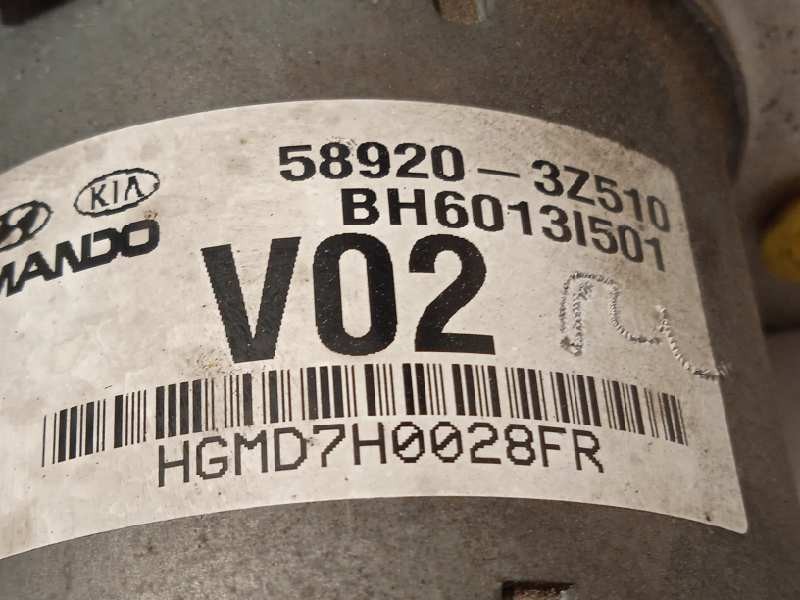 58920-3Z510
KIA
BH6013I501
MANDO
V02
HGMD7H0028FR